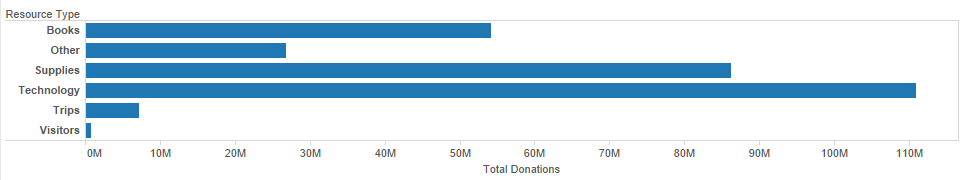 Resource Type
Books
Other
Supplies
Technology
Trips
Visitors
0M 10M 20M 30M 40M 50M 60M 70M 80M 90M 100M 110M
Total Donations